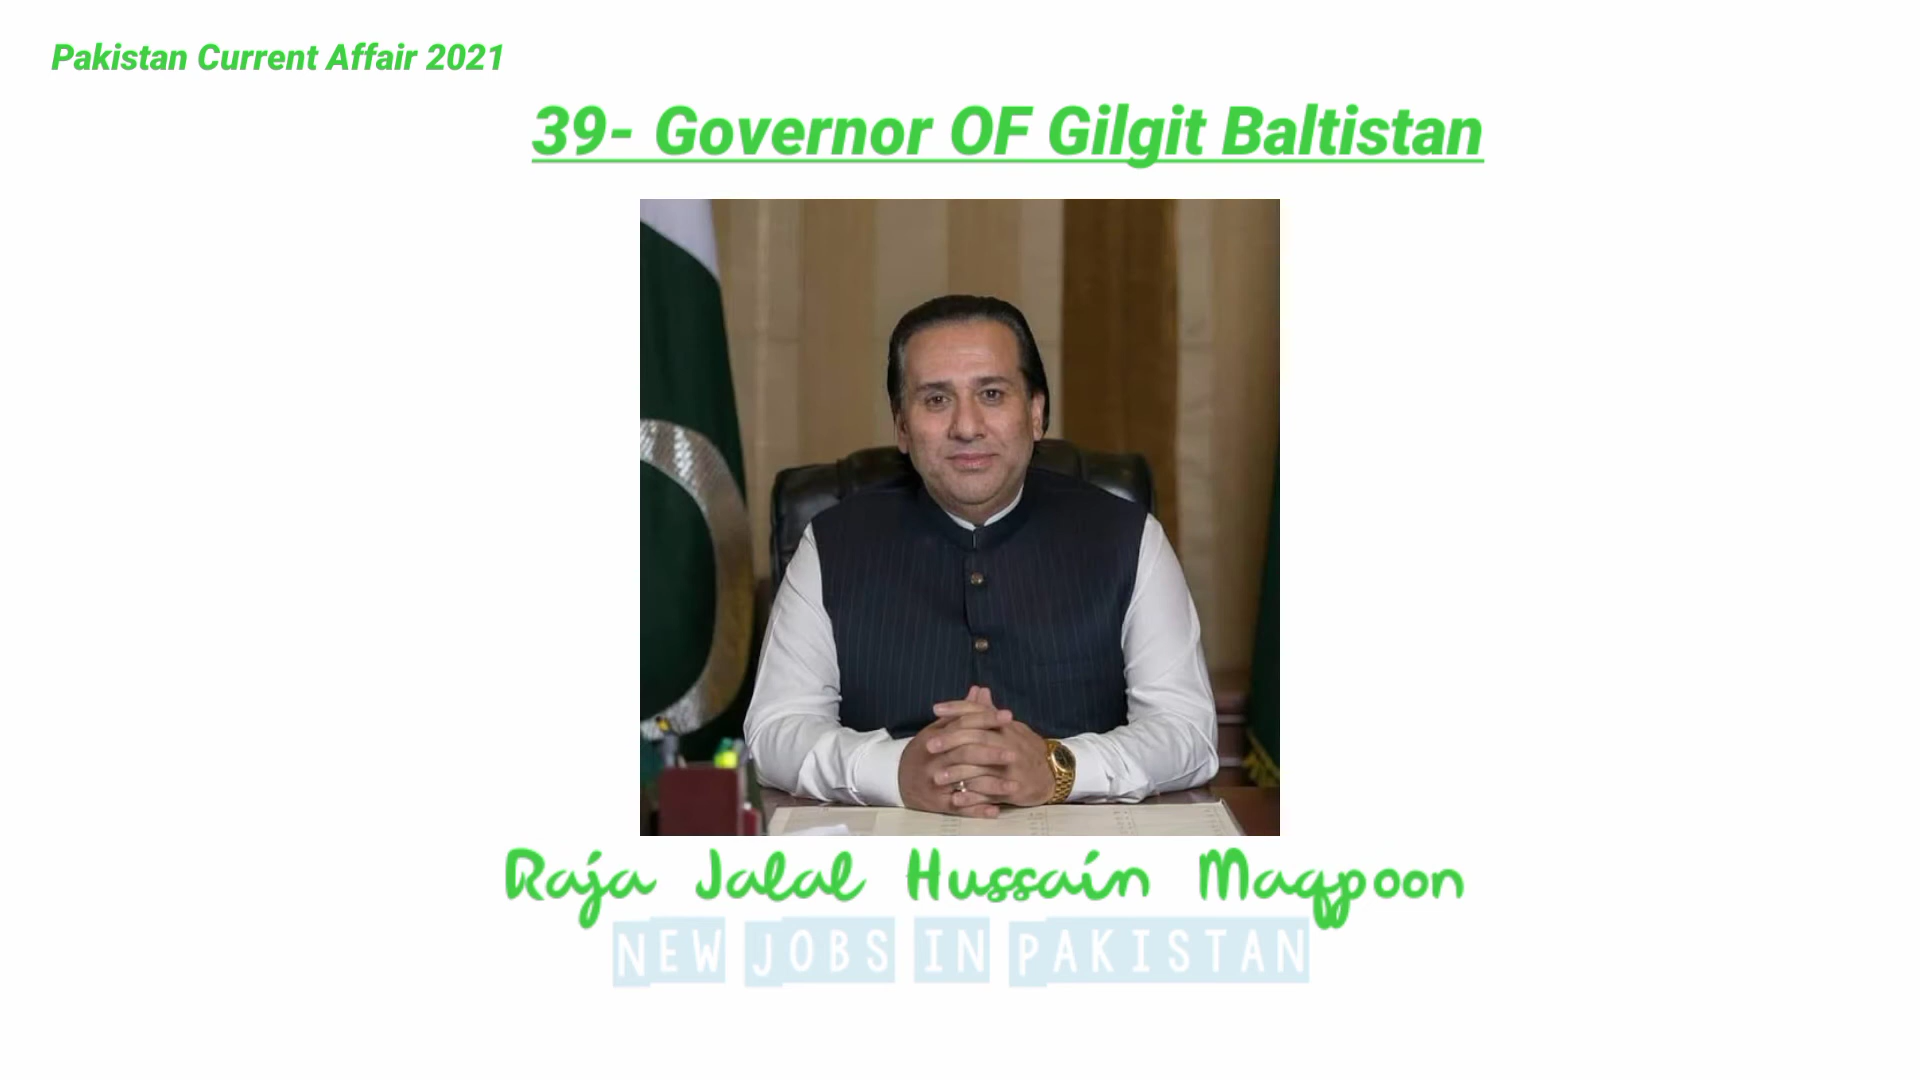 Pakistan Current Affair 2021
39- Governor OF Gilgit Baltistan
Raja Jalal Hussain Maqpoon
NEW JOBS IN PAKISTAN